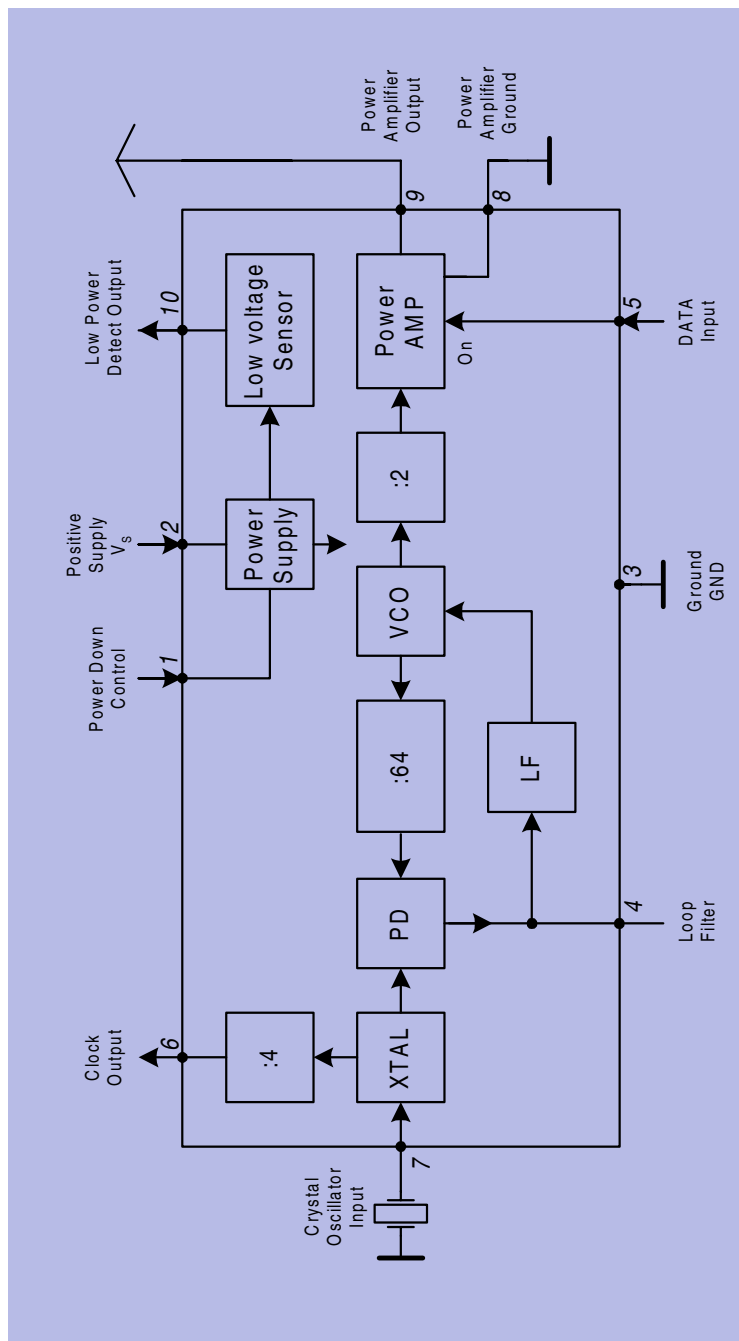 Clock
Output
6
Power Down
Control
1
Positive
Supply
VS
2
Low Power
Detect Output
10
:4
Power
Supply
Low voltage
Sensor
Crystal
Oscillator
Input
7
XTAL
PD
:64
VCO
:2
Power
AMP
On
9
Power
Amplifier
Output
8
Power
Amplifier
Ground
LF
4
Loop
Filter
3
Ground
GND
5
DATA
Input